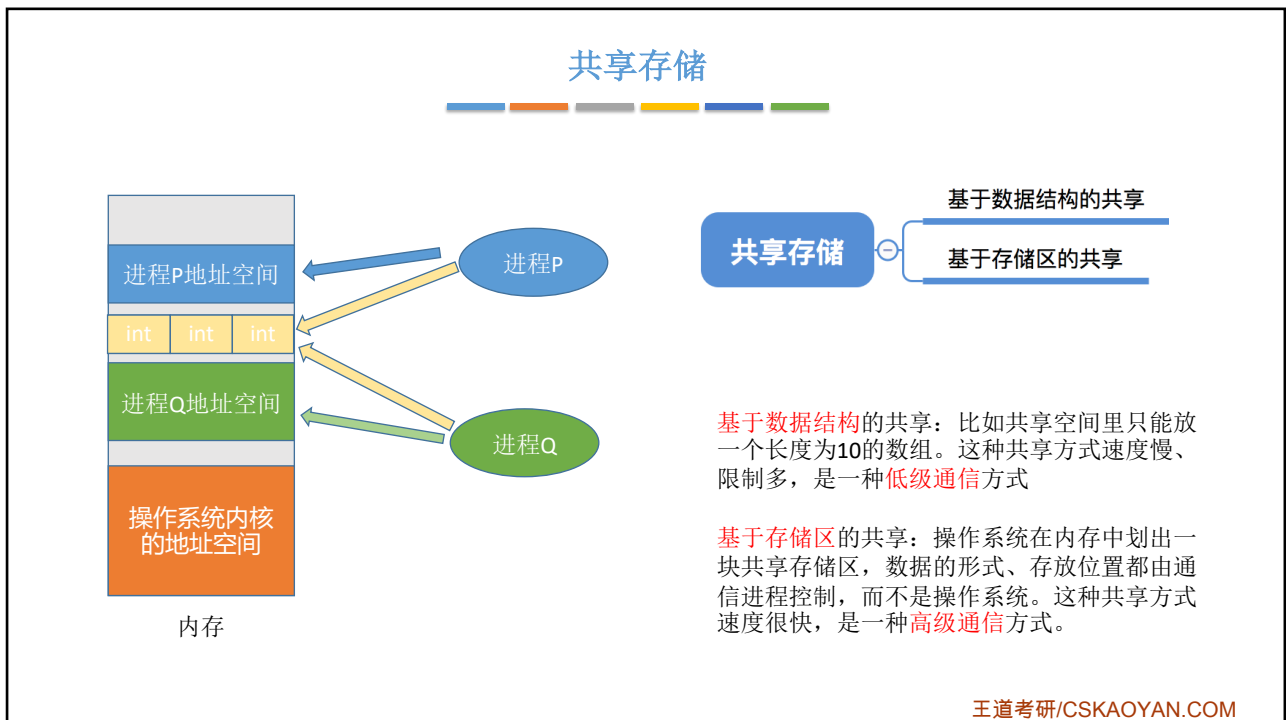 共享存储
进程P地址空间
int int int
进程Q地址空间
操作系统内核
的地址空间
内存
进程P
进程Q
共享存储
基于数据结构的共享
基于存储区的共享
基于数据结构的共享：比如共享空间里只能放
一个长度为10的数组。这种共享方式速度慢、
限制多，是一种低级通信方式
基于存储区的共享：操作系统在内存中划出一
块共享存储区，数据的形式、存放位置都由通
信进程控制，而不是操作系统。这种共享方式
速度很快，是一种高级通信方式。
王道考研/CSKAOYAN.COM